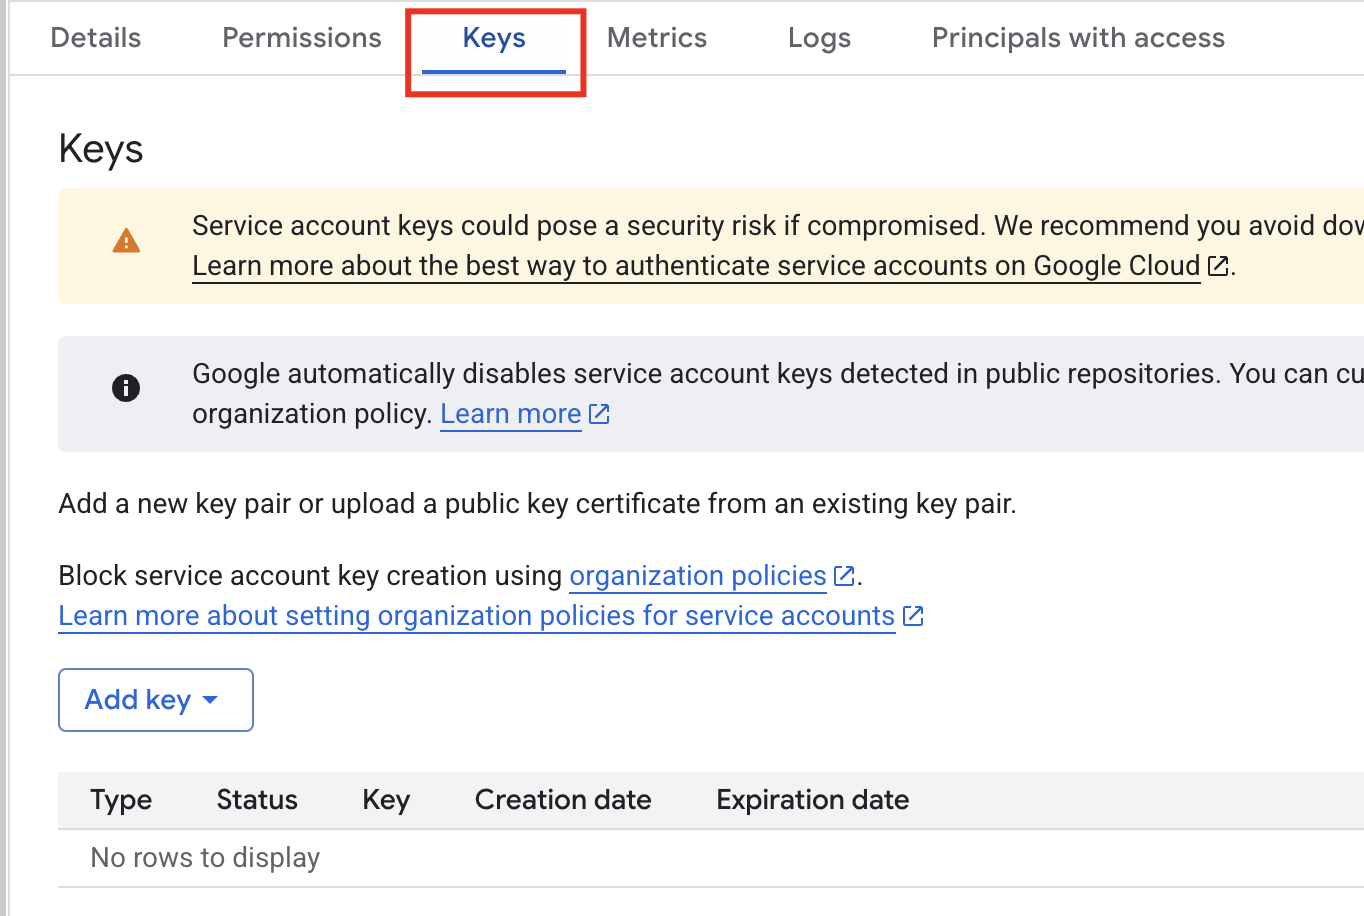 Details Permissions Keys Metrics Logs Principals with access
Keys
Service account keys could pose a security risk if compromised. We recommend you avoid
Learn more about the best way to authenticate service accounts on Google Cloud.
Google automatically disables service account keys detected in public repositories. You can
organization policy. Learn more
Add a new key pair or upload a public key certificate from an existing key pair.
Block service account key creation using organization policies.
Learn more about setting organization policies for service accounts
Add key
Type Status Key Creation date Expiration date
No rows to display